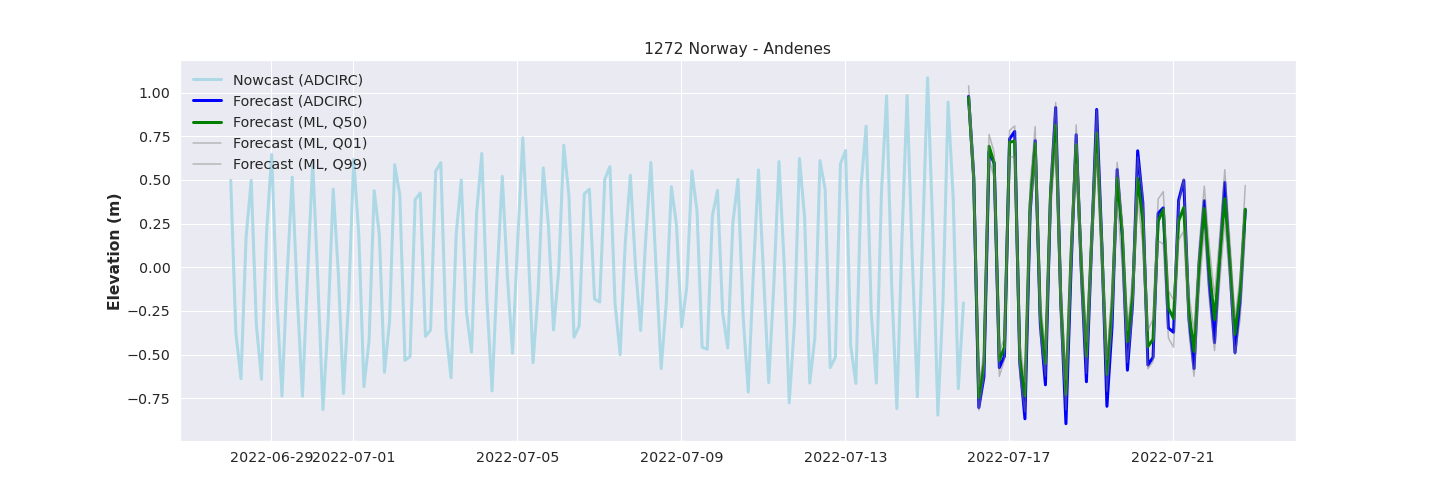 1272 Norway - Andenes
Nowcast (ADCIRC)
Forecast (ADCIRC)
Forecast (ML, Q50)
Forecast (ML, Q01)
Forecast (ML, Q99)
Elevation (m)
1.00
0.75
0.50
0.25
0.00
−0.25
−0.50
−0.75
2022-06-29 2022-07-01 2022-07-05 2022-07-09 2022-07-13 2022-07-17 2022-07-21